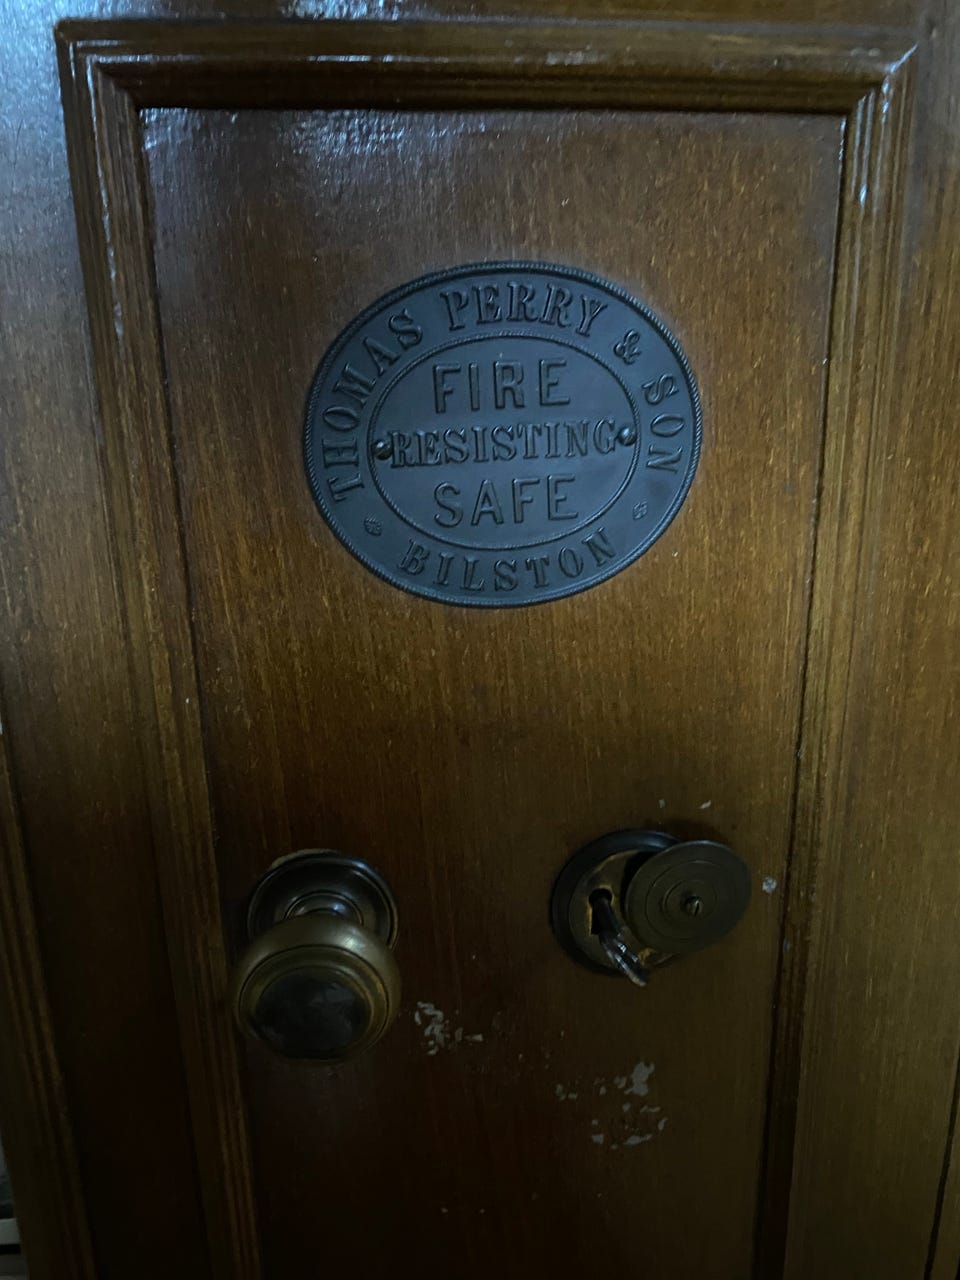 THOMAS PERRY & SON
FIRE
RESISTING
SAFE
BILSTON